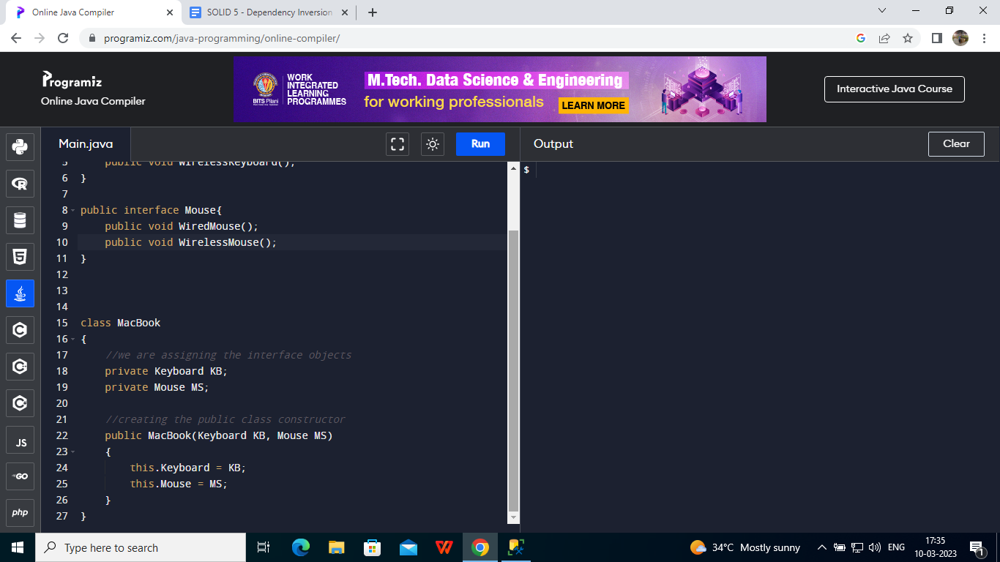 Online Java Compiler
SOLID 5 - Dependency Inversion
programiz.com/java-programming/online-compiler/
Programiz
Online Java Compiler
BITS Pilani
WORK
INTEGRATED
LEARNING
PROGRAMMES
M.Tech. Data Science & Engineering
for working professionals
LEARN MORE
Interactive Java Course
Main.java
Run
Output
Clear
5 public void WirelessKeyboard();
6 }
7
8 public interface Mouse{
9 public void WiredMouse();
10 public void WirelessMouse();
11 }
12
13
14
15 class MacBook
16 {
17 //we are assigning the interface objects
18 private Keyboard KB;
19 private Mouse MS;
20
21 //creating the public class constructor
22 public MacBook(Keyboard KB, Mouse MS)
23 {
24 this.Keyboard = KB;
25 this.Mouse = MS;
26 }
27 }
$
JS
GO
php
Type here to search
34°C Mostly sunny
ENG
17:35
10-03-2023
1